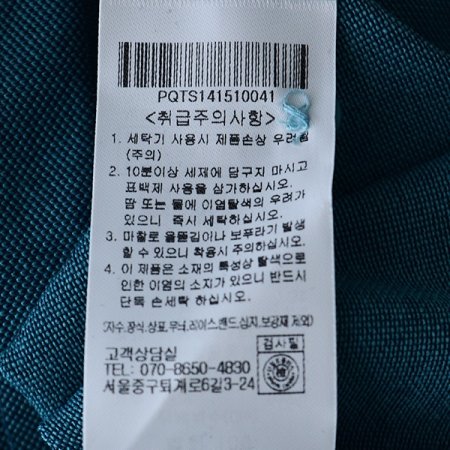 PQTS141510041
<취급주의사항>
1. 세탁기 사용시 제품손상 우려됨
(주의)
2. 10분이상 세제에 담구지 마시고
표백제 사용을 삼가하십시오.
땀 또는 물에 이염탈색의 우려가
있으니 즉시 세탁하십시오.
3. 마찰로 올뜯김이나 보푸라기 발생
할 수 있으니 착용시 주의하십시오.
4. 이 제품은 소재의 특성상 탈색으로
인한 이염의 소지가 있으니 반드시
단독 손세탁 하십시오.
(자수,장식,상표,무늬,레이스밴드,심지,보강재 제외)
고객상담실
검사필
TEL: 070-8650-4830
서울중구퇴계로6길3-24